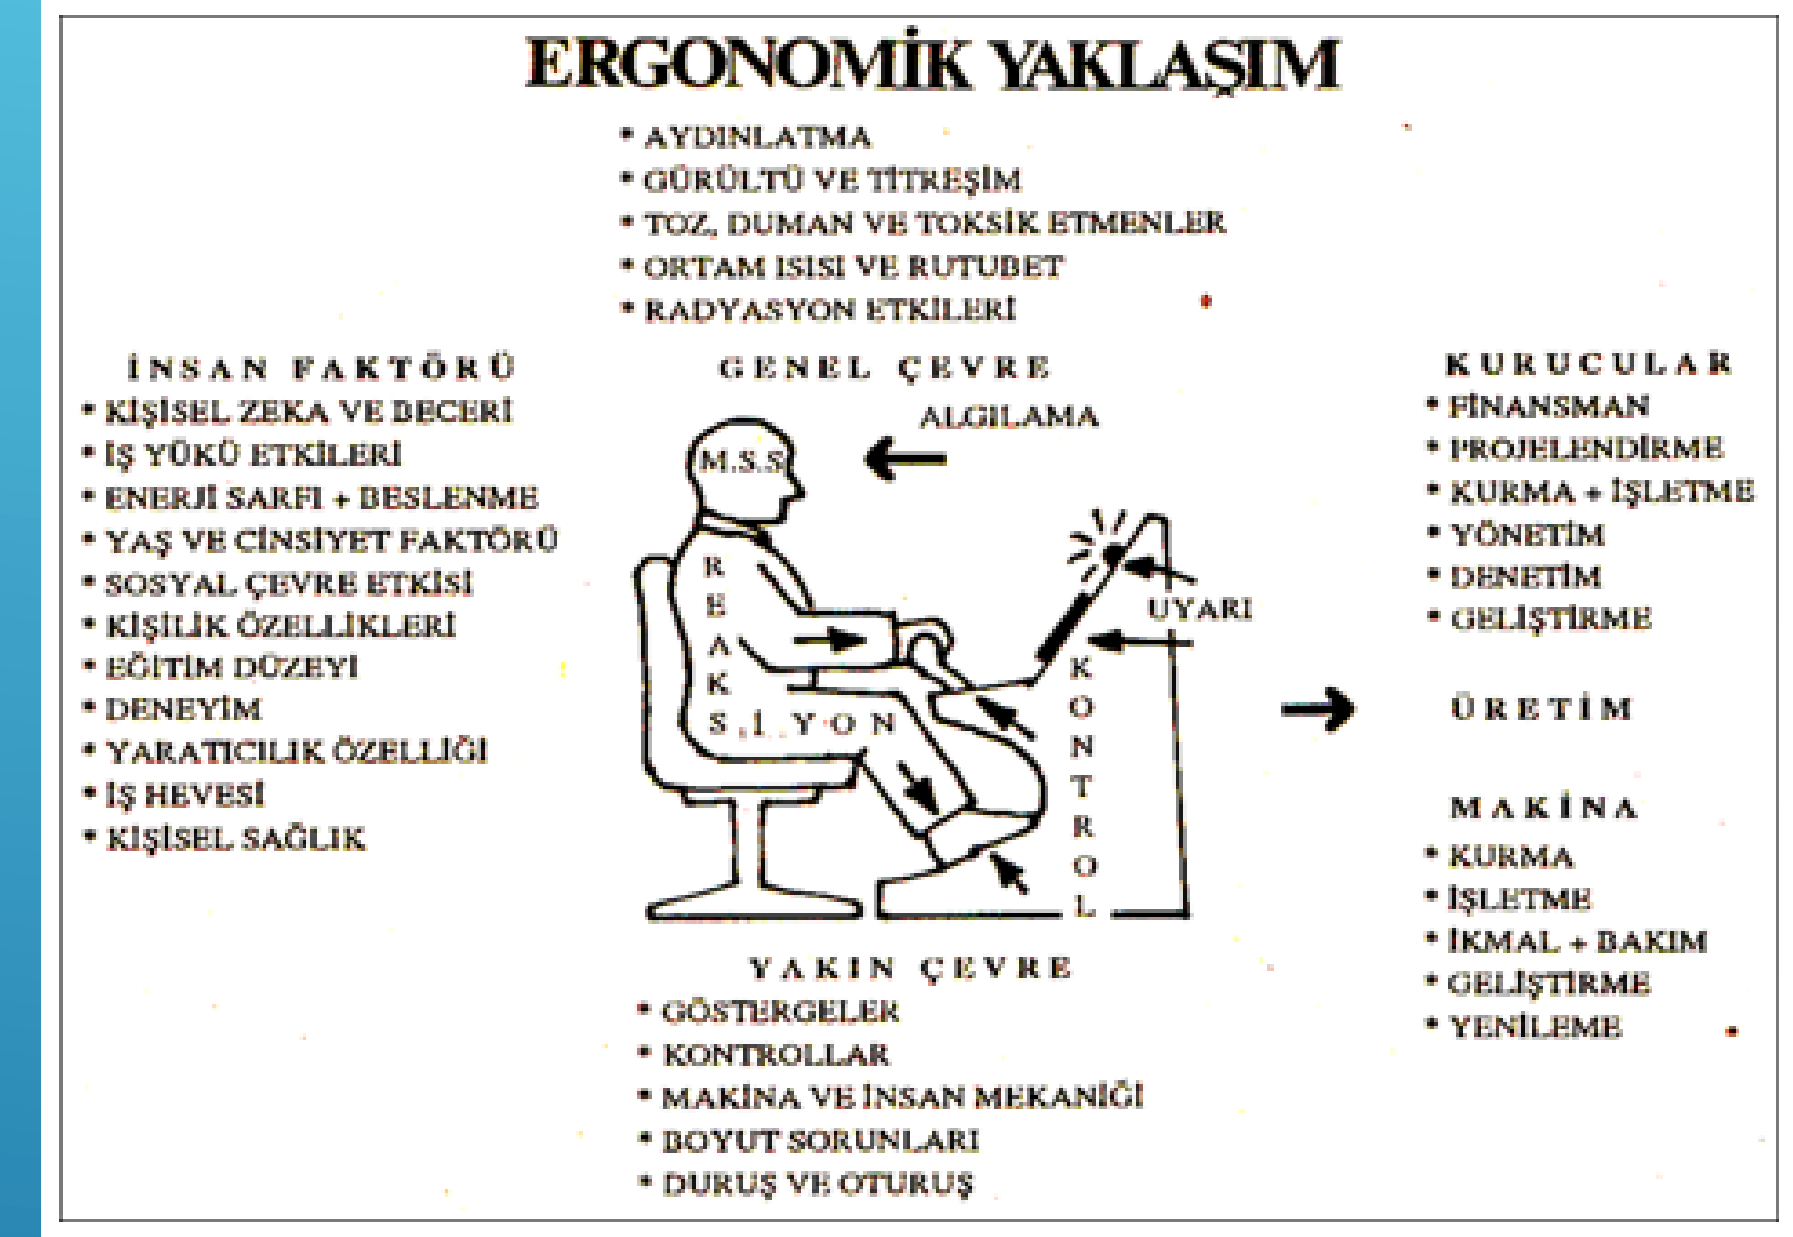 ERGONOMİK YAKLAŞIM
* AYDINLATMA
* GÜRÜLTÜ VE TİTREŞİM
* TOZ, DUMAN VE TOKSİK ETMENLER
* ORTAM ISISI VE RUTUBET
* RADYASYON ETKİLERİ
GENEL ÇEVRE
İNSAN FAKTÖRÜ
* KİŞİSEL ZEKA VE BECERİ
* İŞ YÜKÜ ETKİLERİ
* ENERJİ SARFI + BESLENME
* YAŞ VE CİNSİYET FAKTÖRÜ
* SOSYAL ÇEVRE ETKİSİ
* KİŞİLİK ÖZELLİKLERİ
* EĞİTİM DÜZEYİ
* DENEYİM
* YARATICILIK ÖZELLİĞİ
* İŞ HEVESİ
* KİŞİSEL SAĞLIK
ALGILAMA
M.S.S
REAKSİYON
UYARI
KONTROL
KURUCULAR
* FİNANSMAN
* PROJELENDİRME
* KURMA + İŞLETME
* YÖNETİM
* DENETİM
* GELİŞTİRME
ÜRETİM
MAKİNA
* KURMA
* İŞLETME
* İKMAL + BAKIM
* GELİŞTİRME
* YENİLEME
YAKIN ÇEVRE
* GÖSTERGELER
* KONTROLLAR
* MAKİNA VE İNSAN MEKANİĞİ
* BOYUT SORUNLARI
* DURUŞ VE OTURUŞ